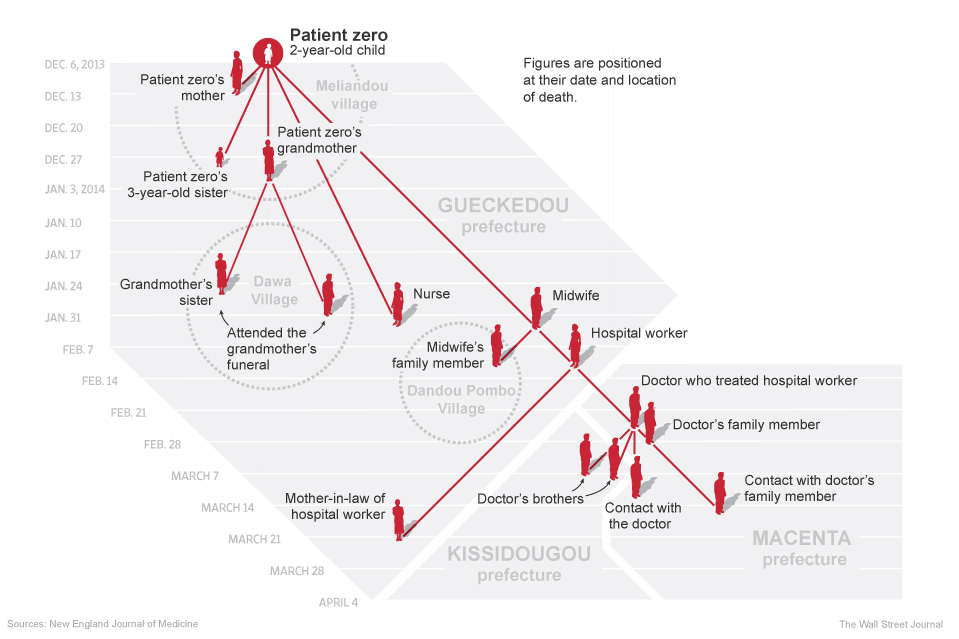 Patient zero
2-year-old child
Figures are positioned
at their date and location
of death.
DEC. 6, 2013
Patient zero's
mother
Meliandou
village
DEC. 13
DEC. 20
Patient zero's
grandmother
DEC. 27
Patient zero's
3-year-old sister
JAN. 3, 2014
GUECKEDOU
prefecture
JAN. 10
JAN. 17
JAN. 24
Grandmother's
sister
Dawa
Village
Nurse
Midwife
JAN. 31
Attended the
grandmother's
funeral
Hospital worker
FEB. 7
Midwife's
family member
FEB. 14
Dandou Pombo
Village
Doctor who treated hospital worker
FEB. 21
Doctor's family member
FEB. 28
MARCH 7
Contact with doctor's
family member
Mother-in-law of
hospital worker
Doctor's brothers
MARCH 14
Contact with
the doctor
MARCH 21
MACENTA
prefecture
KISSIDOUGOU
prefecture
MARCH 28
APRIL 4
Sources: New England Journal of Medicine
The Wall Street Journal